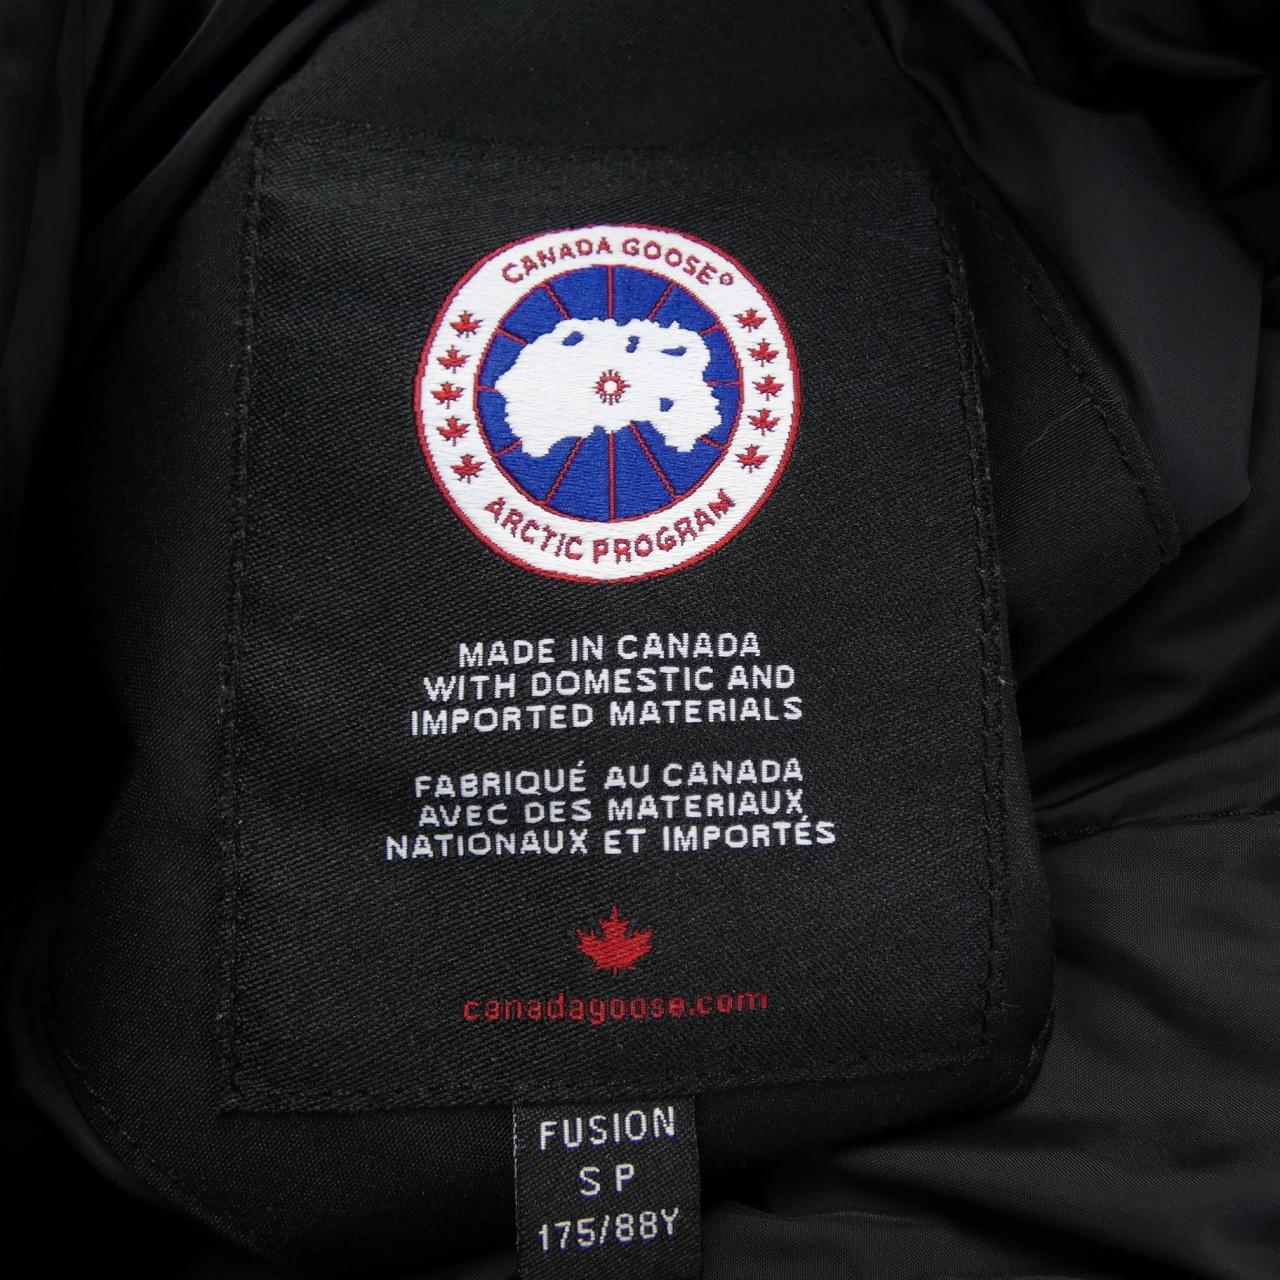 CANADA GOOSE®
ARCTIC PROGRAM
MADE IN CANADA
WITH DOMESTIC AND
IMPORTED MATERIALS
FABRIQUÉ AU CANADA
AVEC DES MATERIAUX
NATIONAUX ET IMPORTÉS
canadagoose.com
FUSION
S P
175/88Y